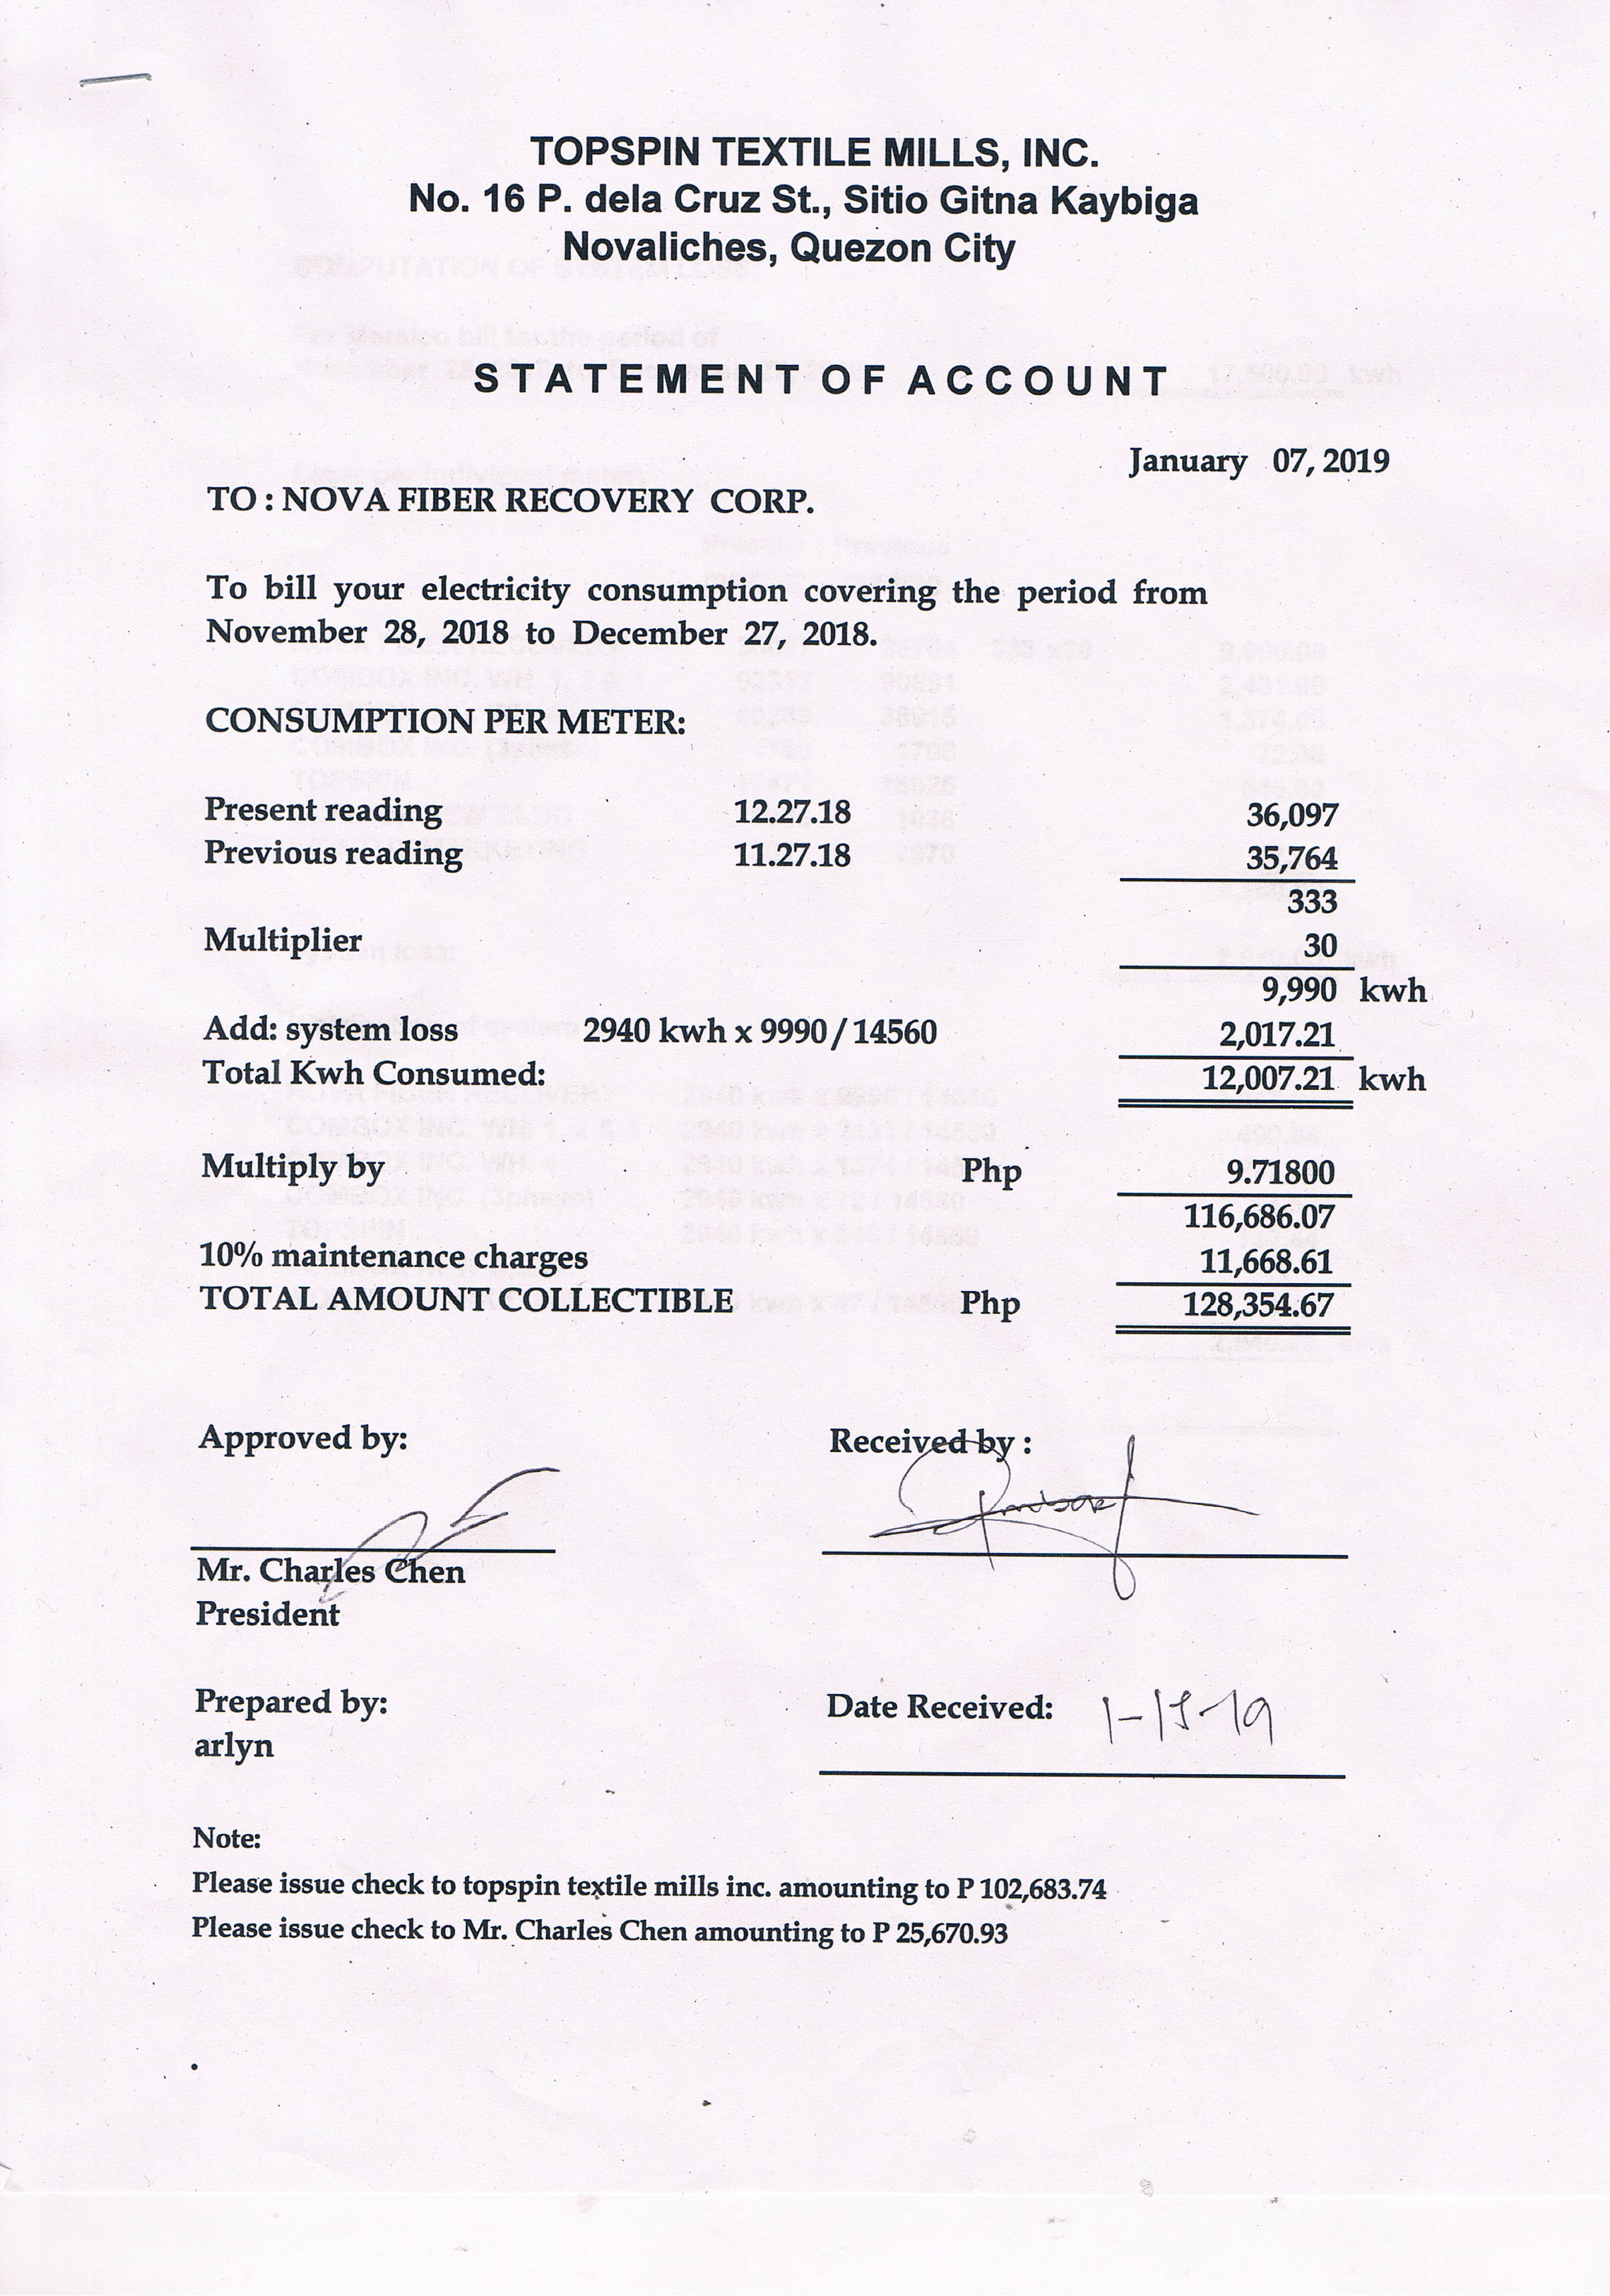 TOPSPIN TEXTILE MILLS, INC.
No. 16 P. dela Cruz St., Sitio Gitna Kaybiga
Novaliches, Quezon City
STATEMENT OF ACCOUNT
January 07, 2019
TO : NOVA FIBER RECOVERY CORP.
To bill your electricity consumption covering the period from
November 28, 2018 to December 27, 2018.
CONSUMPTION PER METER:
Present reading 12.27.18 36,097
Previous reading 11.27.18 35,764
333
Multiplier 30
9,990 kwh
Add: system loss 2940 kwh x 9990 / 14560 2,017.21
Total Kwh Consumed: 12,007.21 kwh
Multiply by Php 9.71800
116,686.07
10% maintenance charges 11,668.61
TOTAL AMOUNT COLLECTIBLE Php 128,354.67
Approved by: Received by :
Mr. Charles Chen
President
Prepared by: Date Received: 1-15-19
arlyn
Note:
Please issue check to topspin textile mills inc. amounting to P 102,683.74
Please issue check to Mr. Charles Chen amounting to P 25,670.93